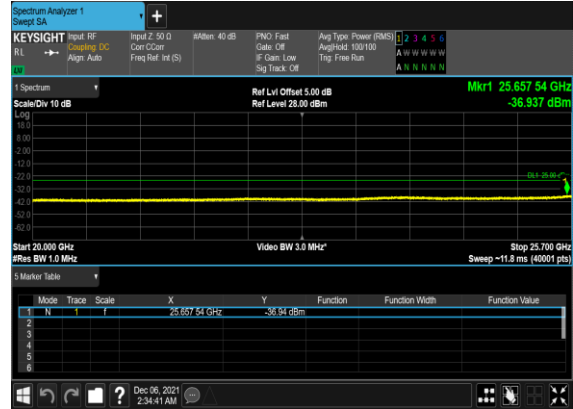 Spectrum Analyzer 1
Swept SA
KEYSIGHT Input: RF Input Z: 50 Ω #Atten: 40 dB PNO: Fast Avg Type: Power (RMS) 1 2 3 4 5 6
RL Coupling: DC Corr CCorr Gate: Off Avg|Hold: 100/100 A W W W W W
Align: Auto Freq Ref: Int (S) IF Gain: Low Trig: Free Run
Sig Track: Off A N N N N N
1 Spectrum Ref Lvl Offset 5.00 dB Mkr1 25.657 54 GHz
Scale/Div 10 dB Ref Level 28.00 dBm -36.937 dBm
Log
18.0
8.00
-2.00
-12.0
-22.0 DL1 -25.00
-32.0
-42.0
-52.0
-62.0
Start 20.000 GHz Video BW 3.0 MHz* Stop 25.700 GHz
#Res BW 1.0 MHz Sweep ~11.8 ms (40001 pts)
5 Marker Table
Mode Trace Scale X Y Function Function Width Function Value
1 N 1 f 25.657 54 GHz -36.94 dBm
2
3
4
5
6
Dec 06, 2021
2:34:41 AM